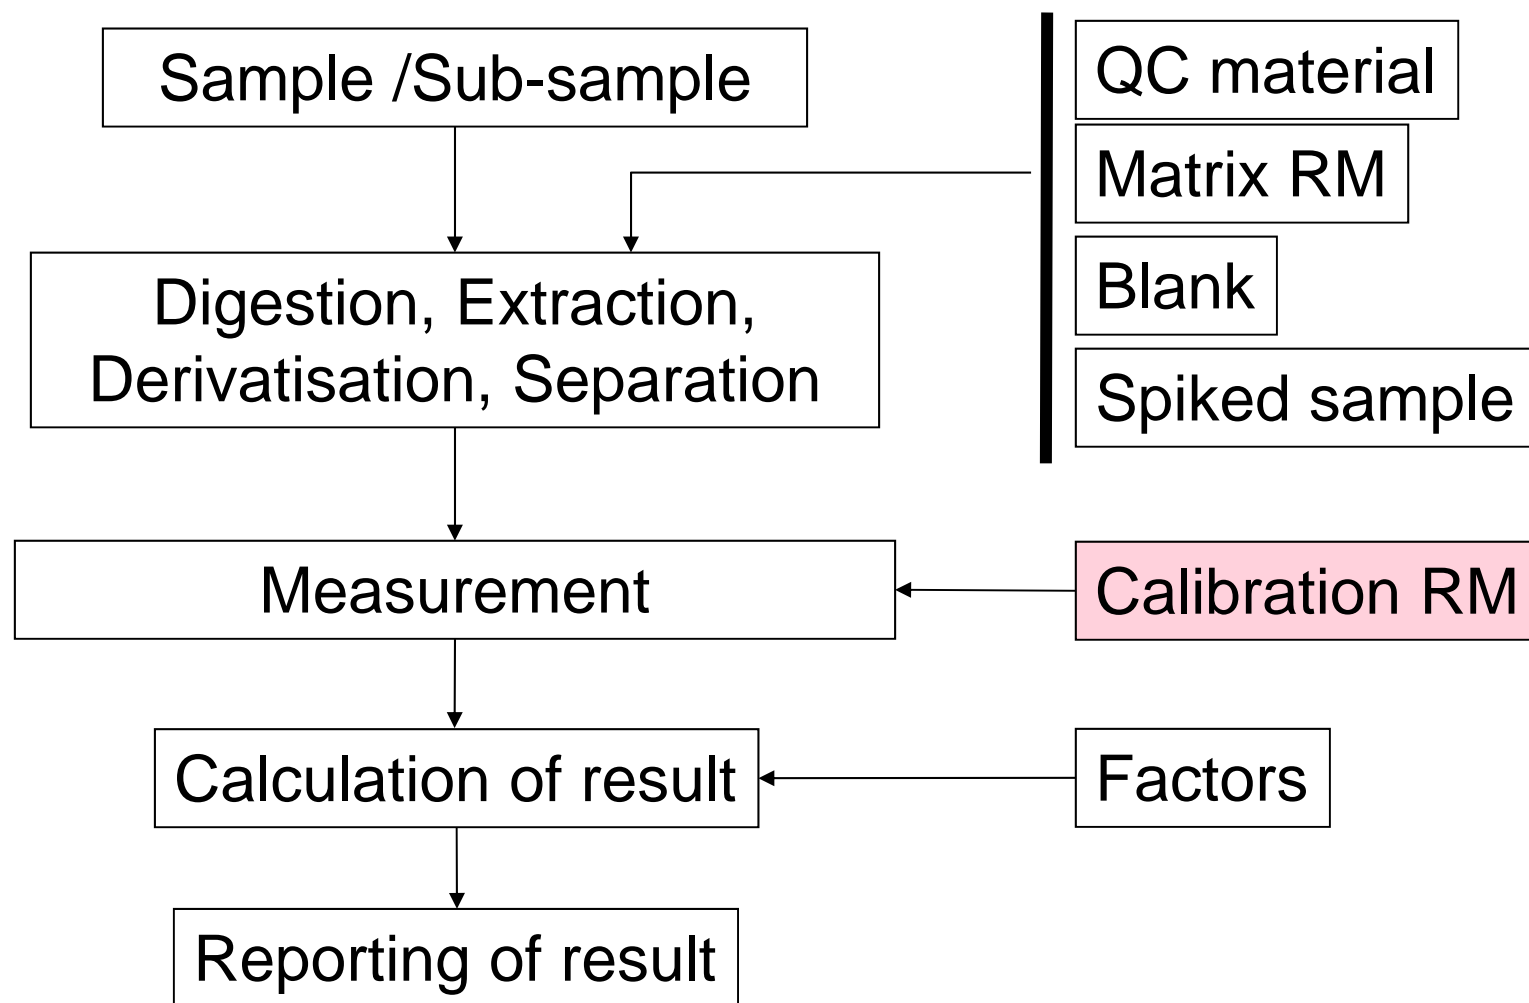 Sample /Sub-sample
QC material
Matrix RM
Blank
Spiked sample
Digestion, Extraction,
Derivatisation, Separation
Measurement
Calibration RM
Calculation of result
Factors
Reporting of result